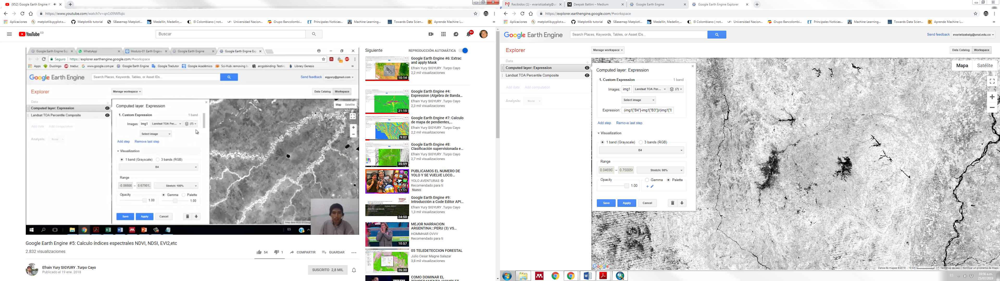 (952) Google Earth Engine #
https://www.youtube.com/watch?v=qn1i09WRqIc
Aplicaciones
matplotlib.pyplot.s...
Matplotlib tutorial
SBasemap Matplotl...
Medellín, Medellin,...
El Colombiano | not...
Universidad Nacion...
Grupo Bancolombi...
Principales Noticias...
Machine Learning...
Towards Data Scien...
Aprende Machine L...
YouTube CO
Buscar
9+
Google Earth Engine Exp
WhatsApp
Modulo-01 Earth Engine
Google Earth Engine
Google Earth Engine Exp
Seguro | https://explorer.earthengine.google.com/#workspace
Apps
Duolingo
traduc
www.google.com.pe
Google Earth Engine
Google Tradutor
Google Académico
Sci-Hub: removing b
arcgisbinding: Testing
Library Genesis
Google Earth Engine
Search Places, Keywords, Tables, or Asset IDs...
Send feedback
sigyury@gmail.com
Explorer
Manage workspace
Data Catalog
Workspace
Data
Computed layer: Expression
Landsat TOA Percentile Composite
Add data
Add computation
Analysis:
None
Computed layer: Expression
1. Custom Expression
1 band
Images:
img1
Landsat TOA Per...
(7)
Select image
Add step
Remove last step
Visualization
1 band (Grayscale)
3 bands (RGB)
B4
Range
-0.06666 – 0.67901
Stretch: 100%
Opacity
1.00
Gamma
Palette
1.00
Save
Apply
Cancel
Map
Satélite
ES
Google Earth Engine #5: Calculo índices espectrales NDVI, NDSI, EVI2,etc
2.832 visualizaciones
54
1
COMPARTIR
GUARDAR
Efrain Yury SIGYURY .Turpo Cayo
Publicado el 19 ene. 2018
SUSCRITO 2,8 MIL
Siguiente
REPRODUCCIÓN AUTOMÁTICA
Google Earth Engine #6: Extrac
and apply Mask
Efrain Yury SIGYURY .Turpo Cayo
2,2 mil visualizaciones
10:14
Google Earth Engine #4:
Expression (Algebra de Banda...
Efrain Yury SIGYURY .Turpo Cayo
2,3 mil visualizaciones
21:15
Google Earth Engine #7: Calculo
de mapa de pendientes,...
Efrain Yury SIGYURY .Turpo Cayo
2,2 mil visualizaciones
9:02
Google Earth Engine #8:
Clasificación supervisionada e...
Efrain Yury SIGYURY .Turpo Cayo
2,7 mil visualizaciones
35:59
PUBLICAMOS EL NUMERO DE
YOLO Y SE VUELVE LOCO...
YOLO AVENTURAS
Recomendado para ti
Nuevo
17:11
Google Earth Engine #9:
Introducción a Code Editor API...
Efrain Yury SIGYURY .Turpo Cayo
1,3 mil visualizaciones
24:50
MEJOR NARRACION
ARGENTINA:::PERU (3) VS...
HOMMHAR OVVV
Recomendado para ti
10:57
05 TELEDETECCION FORESTAL
Julio Cesar Magne Salazar
3,8 mil visualizaciones
26:30
COMO DOMINAR EL
Recibidos (1) - evaristizabalg@un
Deepak Battini – Medium
Google Earth Engine
Google Earth Engine Explorer
https://explorer.earthengine.google.com/#workspace
Aplicaciones
matplotlib.pyplot.s...
Matplotlib tutorial
SBasemap Matplotl...
Medellín, Medellin,...
El Colombiano | not...
Universidad Nacion...
Grupo Bancolombi...
Principales Noticias...
Machine Learning...
Towards Data Scien...
Aprende Machine L...
Google Earth Engine
Search Places, Keywords, Tables, or Asset IDs...
Send feedback
evaristizabalg@unal.edu.co
Explorer
Manage workspace
Data Catalog
Workspace
Data
Computed layer: Expression
Landsat TOA Percentile Composite
Add data
Add computation
Analysis:
None
Computed layer: Expression
1. Custom Expression
1 band
Images:
img1
Landsat TOA Per...
(7)
Select image
Expression:
(img1["B4"]-img1["B3"])/(img1["B
Add step
Remove last step
Visualization
1 band (Grayscale)
3 bands (RGB)
B4
Range
0.04690 – 0.75005
Stretch: 98%
Opacity
1.00
Gamma
Palette
Save
Apply
Cancel
Mapa
Satélite
Google
Datos de mapas ©2019
10 km
Términos de uso
Notificar un problema de Maps
ES
10:56 a.m.
25/07/2019